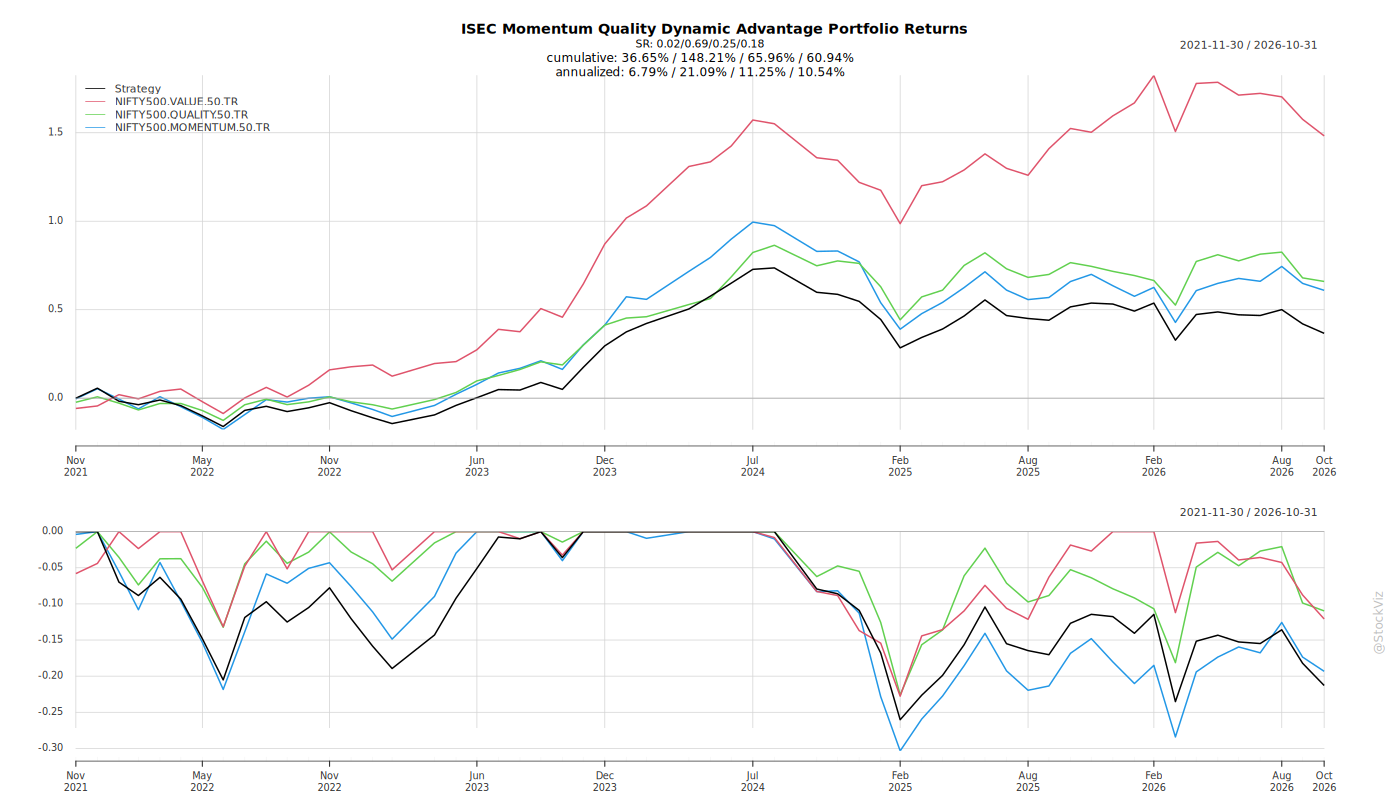 ISEC Momentum Quality Dynamic Advantage Portfolio Returns
SR: 0.02/0.69/0.25/0.18
cumulative: 36.65% / 148.21% / 65.96% / 60.94%
annualized: 6.79% / 21.09% / 11.25% / 10.54%
2021-11-30 / 2026-10-31
Strategy
NIFTY500.VALUE.50.TR
NIFTY500.QUALITY.50.TR
NIFTY500.MOMENTUM.50.TR
1.5
1.0
0.5
0.0
Nov May Nov Jun Dec Jul Feb Aug Feb Aug Oct
2021 2022 2022 2023 2023 2024 2025 2025 2026 2026 2026
2021-11-30 / 2026-10-31
0.00
-0.05
-0.10
-0.15
-0.20
-0.25
-0.30
Nov May Nov Jun Dec Jul Feb Aug Feb Aug Oct
2021 2022 2022 2023 2023 2024 2025 2025 2026 2026 2026
@StockViz